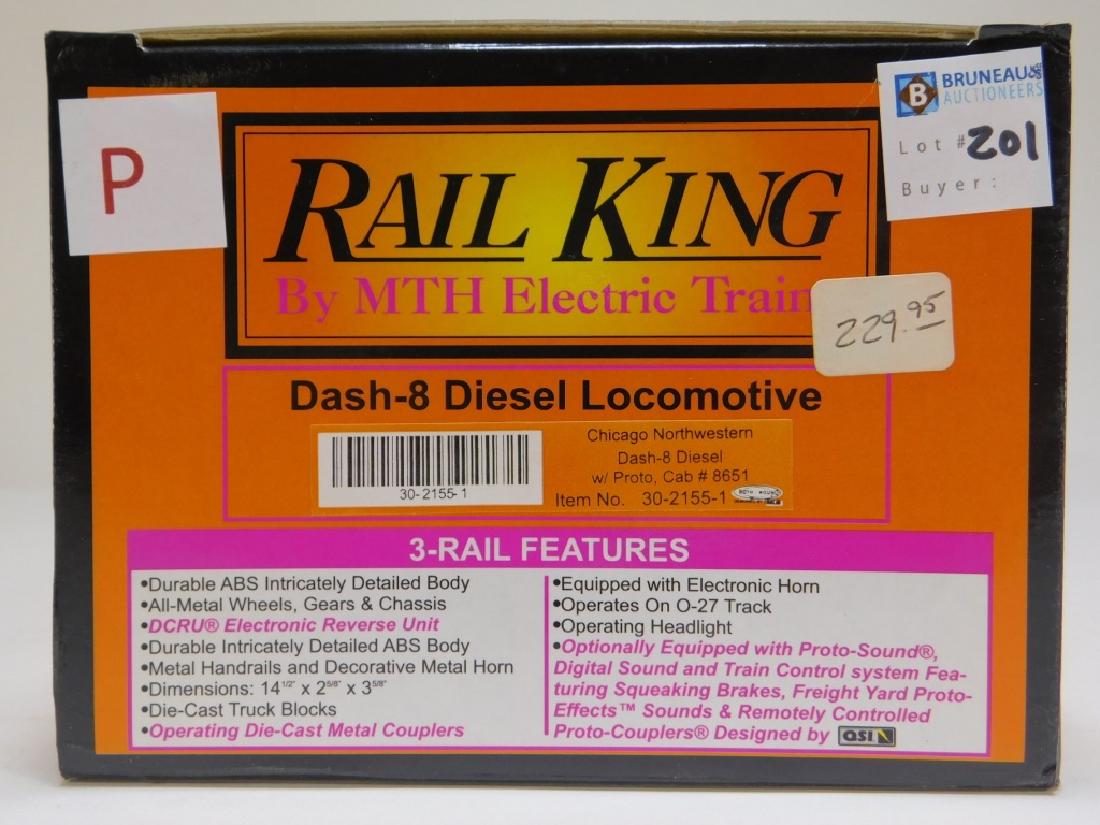 P
B BRUNEAU & CO
AUCTIONEERS
Lot # 201
Buyer:
RAIL KING
By MTH Electric Train
229.95
Dash-8 Diesel Locomotive
Chicago Northwestern
Dash-8 Diesel
w/ Proto, Cab # 8651
30-2155-1
Item No. 30-2155-1
3-RAIL FEATURES
•Durable ABS Intricately Detailed Body
•All-Metal Wheels, Gears & Chassis
•DCRU® Electronic Reverse Unit
•Durable Intricately Detailed ABS Body
•Metal Handrails and Decorative Metal Horn
•Dimensions: 14 1/2" x 2 5/8" x 3 5/8"
•Die-Cast Truck Blocks
•Operating Die-Cast Metal Couplers
•Equipped with Electronic Horn
•Operates On O-27 Track
•Operating Headlight
•Optionally Equipped with Proto-Sound®,
Digital Sound and Train Control system Fea-
turing Squeaking Brakes, Freight Yard Proto-
Effects™ Sounds & Remotely Controlled
Proto-Couplers® Designed by QSI